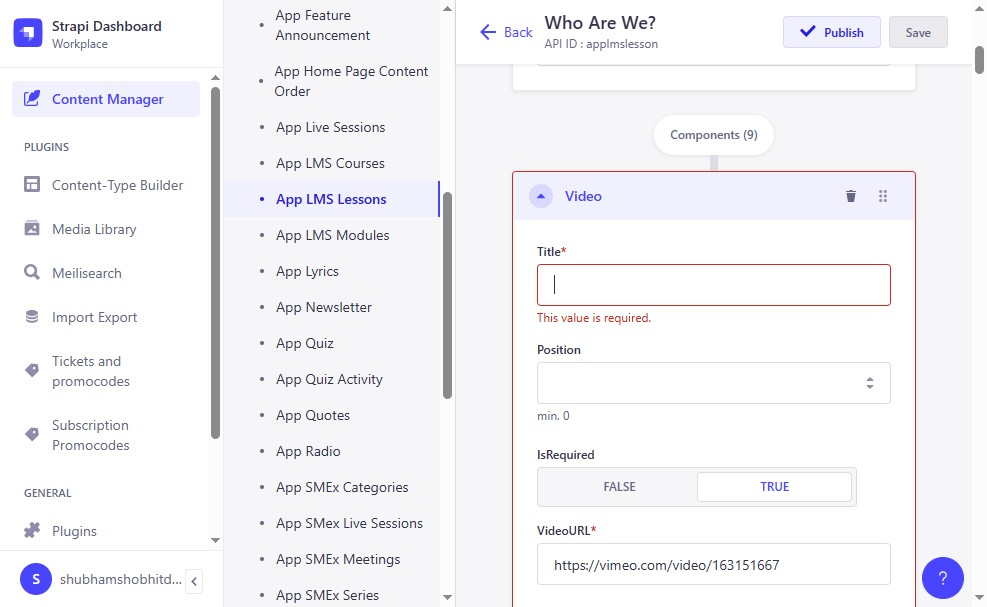 Strapi Dashboard
Workplace
Content Manager
PLUGINS
Content-Type Builder
Media Library
Meilisearch
Import Export
Tickets and
promocodes
Subscription
Promocodes
GENERAL
Plugins
S
shubhamshobhitd...
App Feature
Announcement
App Home Page Content
Order
App Live Sessions
App LMS Courses
App LMS Lessons
App LMS Modules
App Lyrics
App Newsletter
App Quiz
App Quiz Activity
App Quotes
App Radio
App SMEx Categories
App SMex Live Sessions
App SMEx Meetings
App SMEx Series
Back
Who Are We?
API ID : applmslesson
Publish
Save
Components (9)
Video
Title*
This value is required.
Position
min. 0
IsRequired
FALSE
TRUE
VideoURL*
https://vimeo.com/video/163151667
?